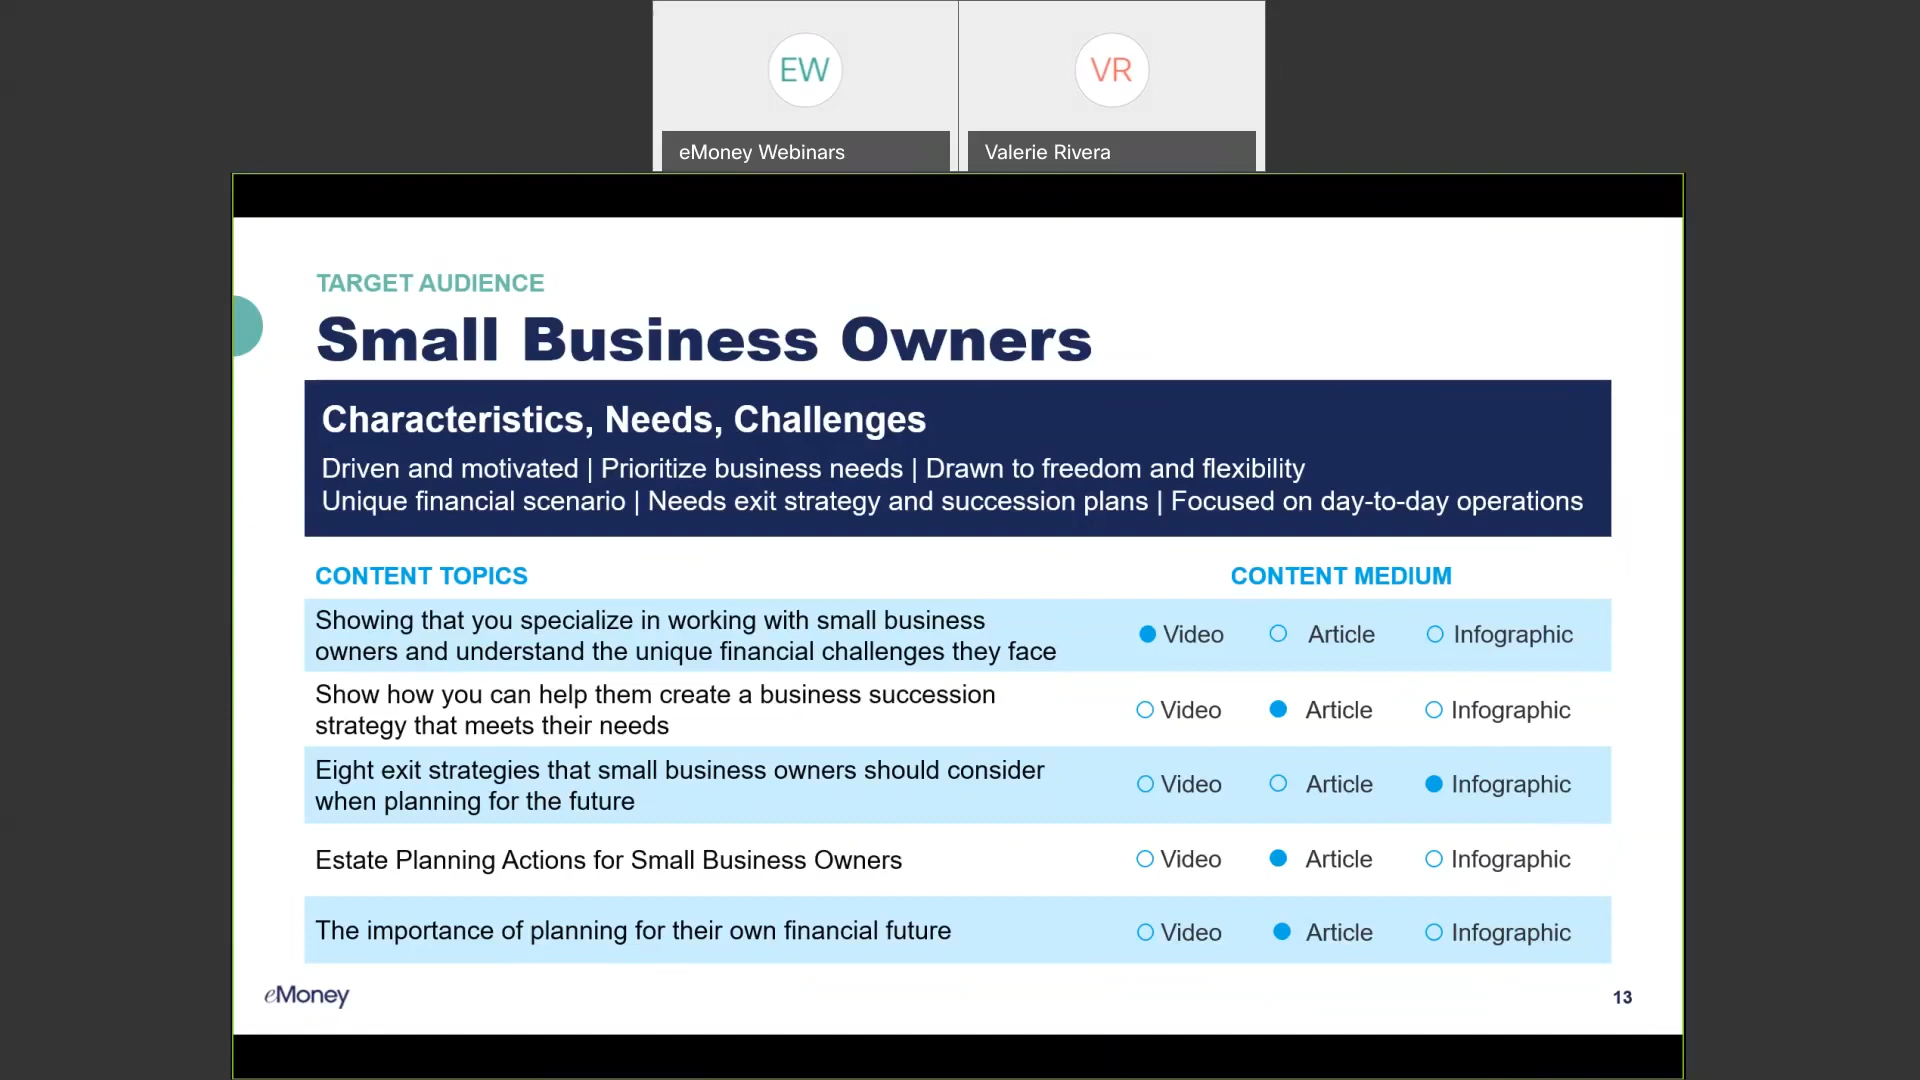 EW
VR
eMoney Webinars
Valerie Rivera
TARGET AUDIENCE
Small Business Owners
Characteristics, Needs, Challenges
Driven and motivated | Prioritize business needs | Drawn to freedom and flexibility
Unique financial scenario | Needs exit strategy and succession plans | Focused on day-to-day operations
CONTENT TOPICS
CONTENT MEDIUM
Showing that you specialize in working with small business
owners and understand the unique financial challenges they face
Video Article Infographic
Show how you can help them create a business succession
strategy that meets their needs
Video Article Infographic
Eight exit strategies that small business owners should consider
when planning for the future
Video Article Infographic
Estate Planning Actions for Small Business Owners
Video Article Infographic
The importance of planning for their own financial future
Video Article Infographic
eMoney
13